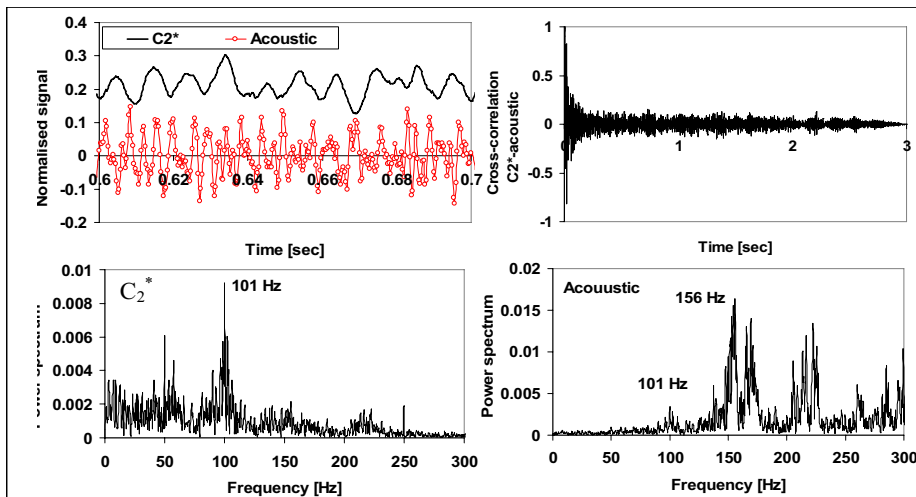 C2* Acoustic
Normalised signal
0.4
0.3
0.2
0.1
0
-0.1
-0.2
0.6 0.62 0.64 0.66 0.68 0.7
Time [sec]
Cross-correlation
C2*-acoustic
1
0.5
0
-0.5
-1
0 1 2 3
Time [sec]
C2*
101 Hz
0.01
0.008
0.006
0.004
0.002
0
0 50 100 150 200 250 300
Frequency [Hz]
Acouustic
156 Hz
101 Hz
Power spectrum
0.02
0.015
0.01
0.005
0
0 50 100 150 200 250 300
Frequency [Hz]